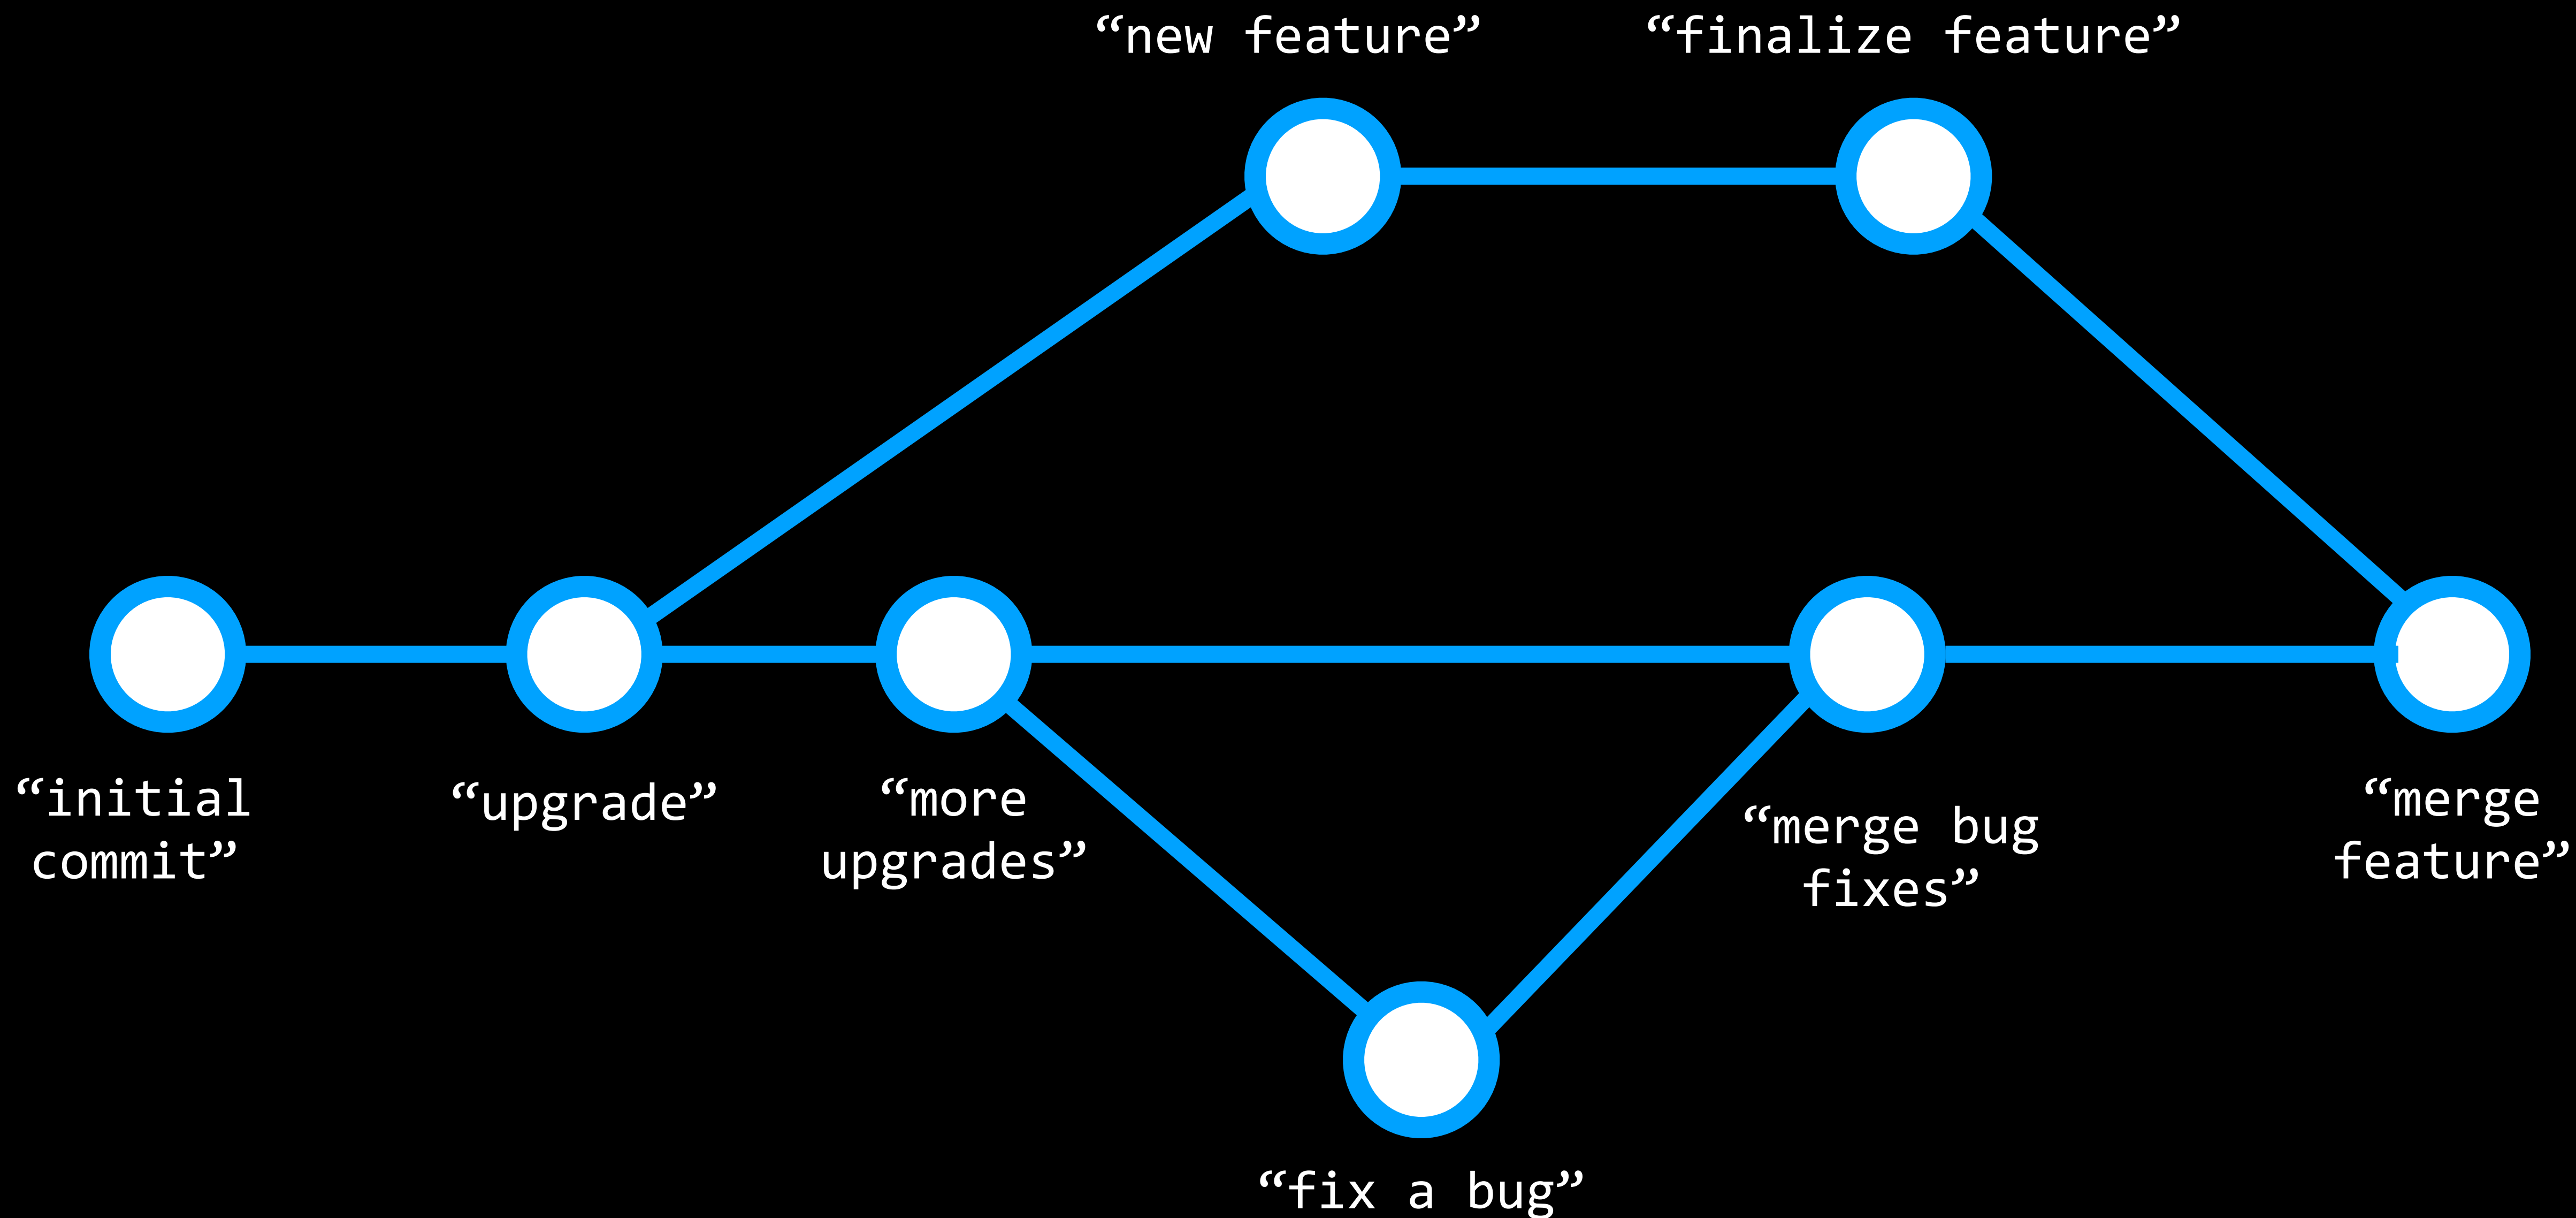 “new feature”
“finalize feature”
“initial
commit”
“upgrade”
“more
upgrades”
“merge bug
fixes”
“merge
feature”
“fix a bug”